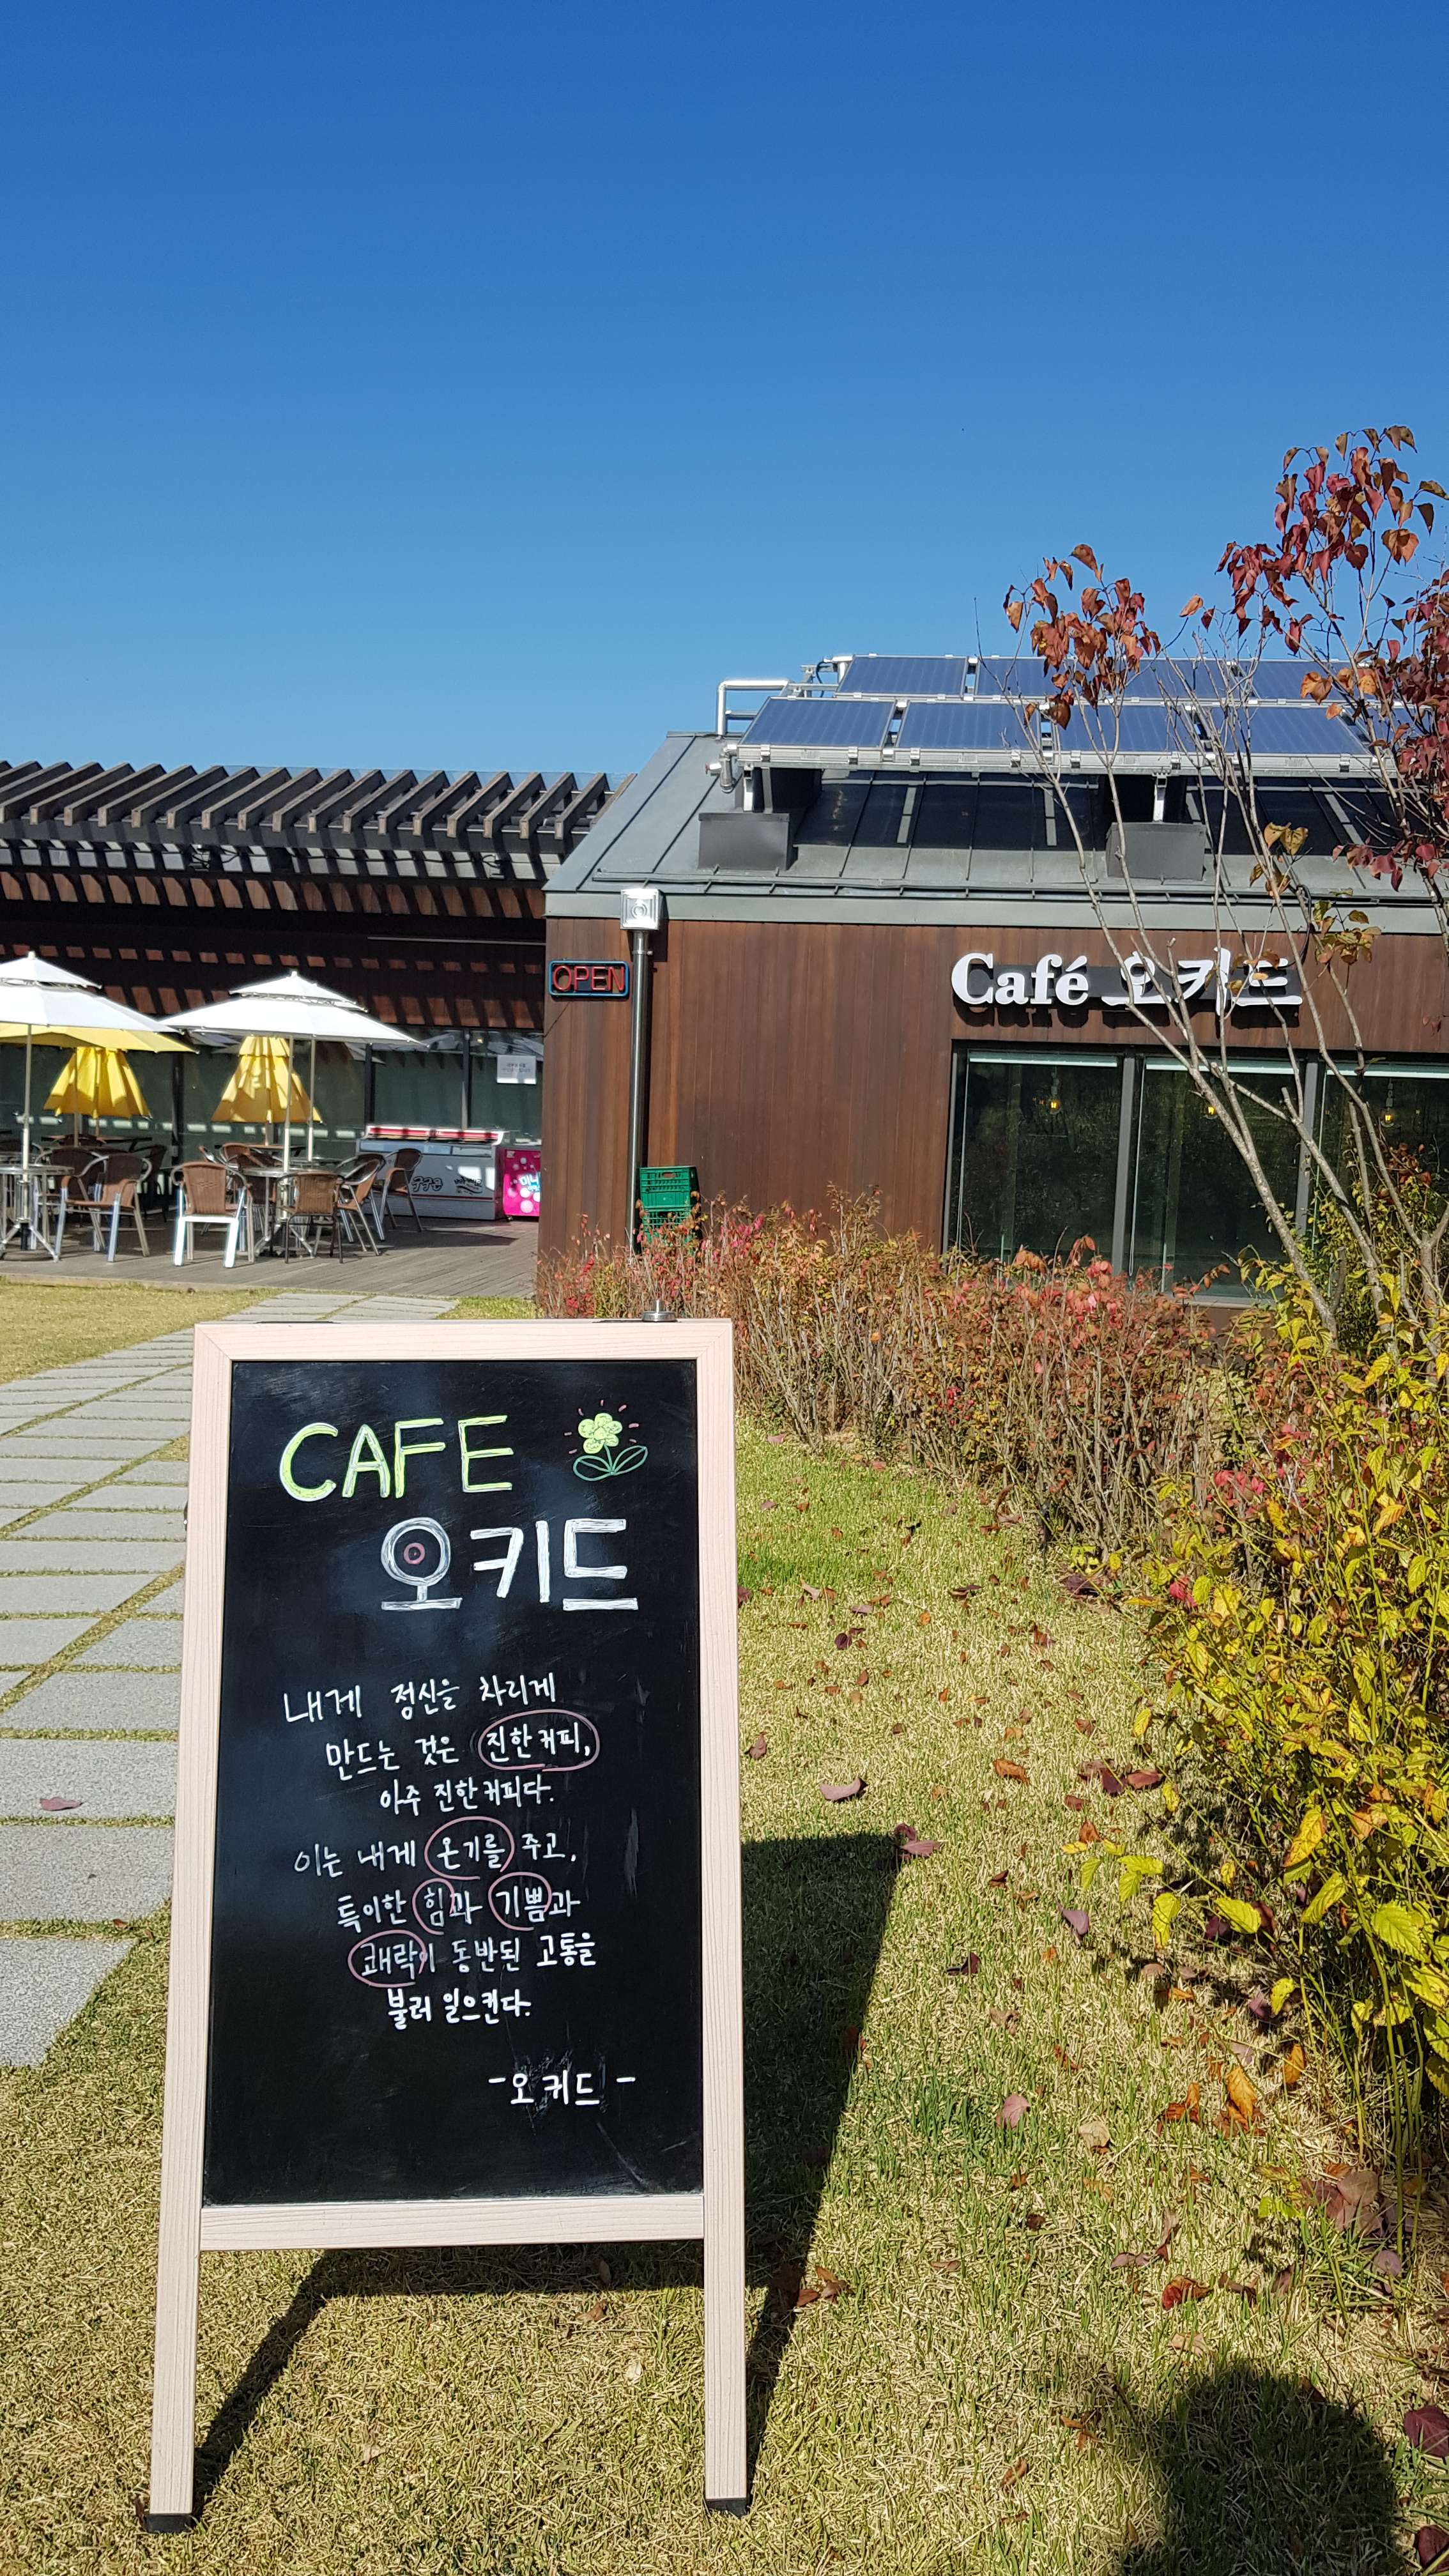 OPEN
Café 오키드
구구콘
CAFE
오키드
내게 정신을 차리게
만드는 것은 진한커피,
아주 진한커피다.
이는 내게 온기를 주고,
특이한 힘과 기쁨과
쾌락이 동반된 고통을
불러 일으킨다.
-오키드-